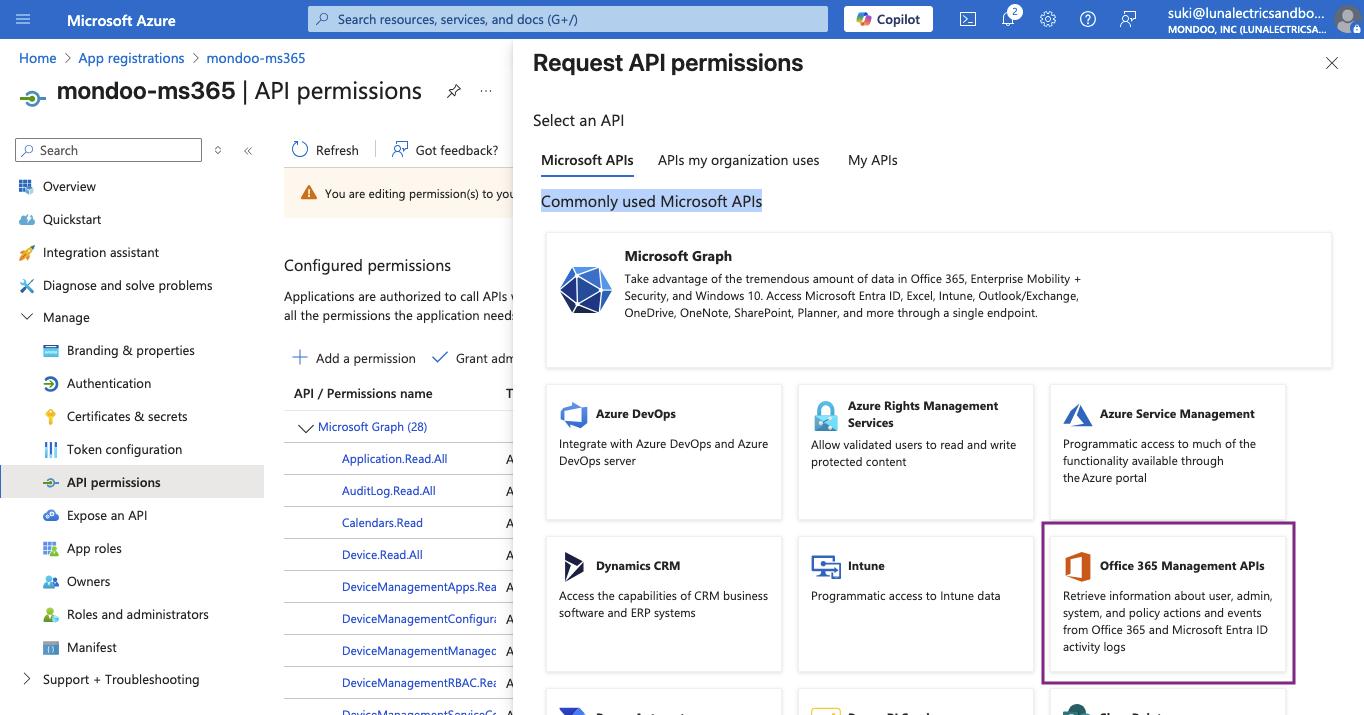 Microsoft Azure
Search resources, services, and docs (G+/)
Copilot
2
suki@lunalectricsandbo...
MONDOO, INC (LUNALECTRICSA...
Home > App registrations > mondoo-ms365
mondoo-ms365 | API permissions
Search
Overview
Quickstart
Integration assistant
Diagnose and solve problems
Manage
Branding & properties
Authentication
Certificates & secrets
Token configuration
API permissions
Expose an API
App roles
Owners
Roles and administrators
Manifest
Support + Troubleshooting
Refresh
Got feedback?
You are editing permission(s) to you
Configured permissions
Applications are authorized to call APIs
all the permissions the application need
Add a permission
Grant adm
API / Permissions name
T
Microsoft Graph (28)
Application.Read.All
A
AuditLog.Read.All
A
Calendars.Read
A
Device.Read.All
A
DeviceManagementApps.Rea
A
DeviceManagementConfigura
A
DeviceManagementManaged
A
DeviceManagementRBAC.Rea
A
Request API permissions
Select an API
Microsoft APIs
APIs my organization uses
My APIs
Commonly used Microsoft APIs
Microsoft Graph
Take advantage of the tremendous amount of data in Office 365, Enterprise Mobility +
Security, and Windows 10. Access Microsoft Entra ID, Excel, Intune, Outlook/Exchange,
OneDrive, OneNote, SharePoint, Planner, and more through a single endpoint.
Azure DevOps
Integrate with Azure DevOps and Azure
DevOps server
Azure Rights Management
Services
Allow validated users to read and write
protected content
Azure Service Management
Programmatic access to much of the
functionality available through
the Azure portal
Dynamics CRM
Access the capabilities of CRM business
software and ERP systems
Intune
Programmatic access to Intune data
Office 365 Management APIs
Retrieve information about user, admin,
system, and policy actions and events
from Office 365 and Microsoft Entra ID
activity logs